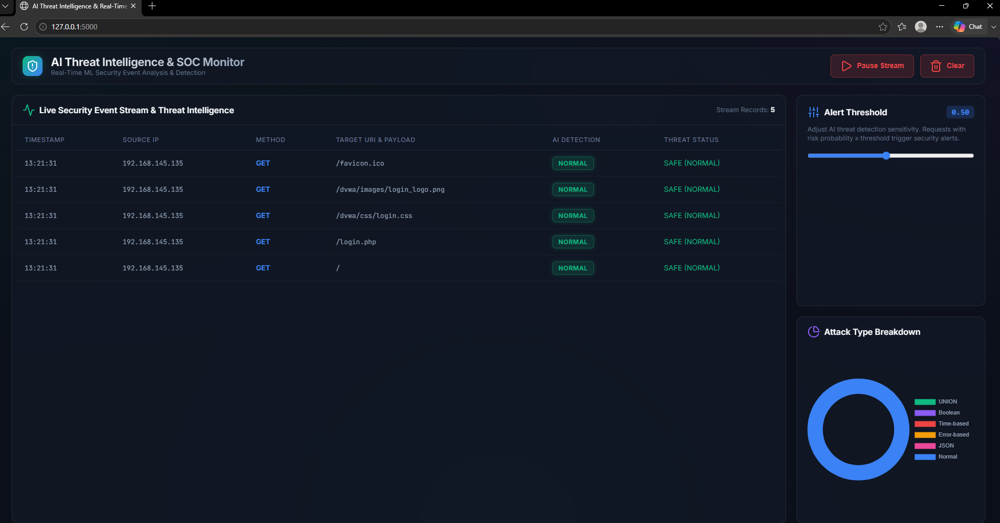 AI Threat Intelligence & Real-Time
127.0.0.1:5000
Chat
AI Threat Intelligence & SOC Monitor
Real-Time ML Security Event Analysis & Detection
Pause Stream
Clear
Live Security Event Stream & Threat Intelligence
Stream Records: 5
TIMESTAMP SOURCE IP METHOD TARGET URI & PAYLOAD AI DETECTION THREAT STATUS
13:21:31 192.168.145.135 GET /favicon.ico NORMAL SAFE (NORMAL)
13:21:31 192.168.145.135 GET /dvwa/images/login_logo.png NORMAL SAFE (NORMAL)
13:21:31 192.168.145.135 GET /dvwa/css/login.css NORMAL SAFE (NORMAL)
13:21:31 192.168.145.135 GET /login.php NORMAL SAFE (NORMAL)
13:21:31 192.168.145.135 GET / NORMAL SAFE (NORMAL)
Alert Threshold 0.50
Adjust AI threat detection sensitivity. Requests with
risk probability ≥ threshold trigger security alerts.
Attack Type Breakdown
UNION
Boolean
Time-based
Error-based
JSON
Normal